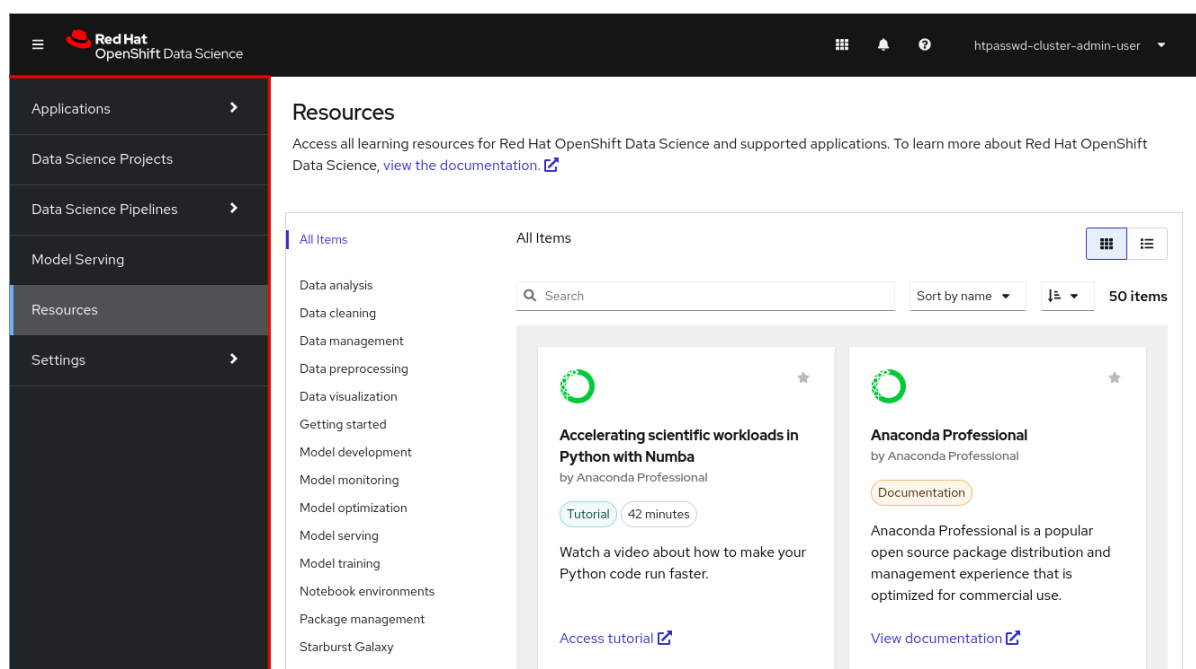 Red Hat
OpenShift Data Science
htpasswd-cluster-admin-user
Applications
Data Science Projects
Data Science Pipelines
Model Serving
Resources
Settings
Resources
Access all learning resources for Red Hat OpenShift Data Science and supported applications. To learn more about Red Hat OpenShift
Data Science, view the documentation.
All Items
Data analysis
Data cleaning
Data management
Data preprocessing
Data visualization
Getting started
Model development
Model monitoring
Model optimization
Model serving
Model training
Notebook environments
Package management
Starburst Galaxy
All Items
Search
Sort by name
50 items
Accelerating scientific workloads in
Python with Numba
by Anaconda Professional
Tutorial 42 minutes
Watch a video about how to make your
Python code run faster.
Access tutorial
Anaconda Professional
by Anaconda Professional
Documentation
Anaconda Professional is a popular
open source package distribution and
management experience that is
optimized for commercial use.
View documentation